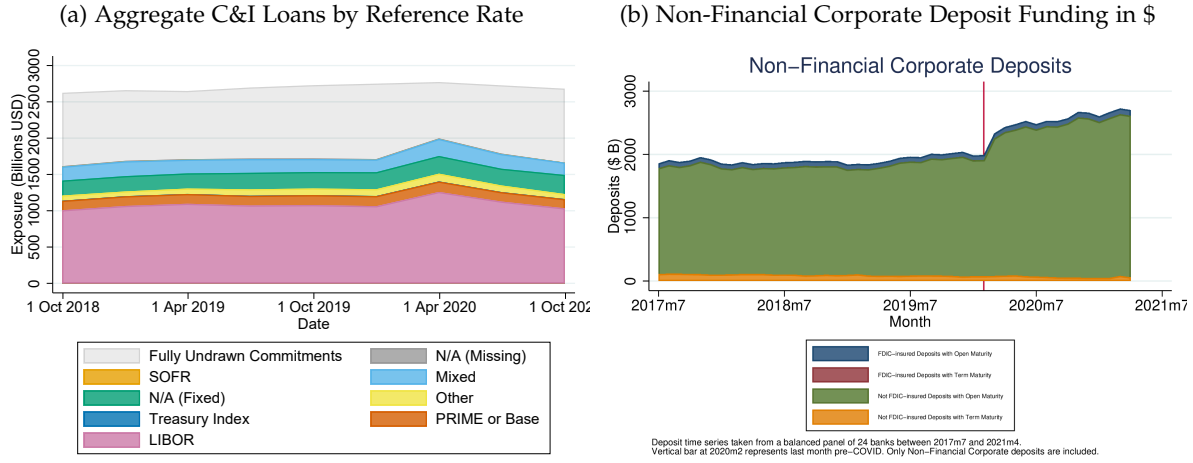 (a) Aggregate C&I Loans by Reference Rate
Exposure (Billions USD)
3000
2500
2000
1500
1000
500
0
1 Oct 2018
1 Apr 2019
1 Oct 2019
1 Apr 2020
1 Oct 202
Date
Fully Undrawn Commitments
N/A (Missing)
SOFR
Mixed
N/A (Fixed)
Other
Treasury Index
PRIME or Base
LIBOR
(b) Non-Financial Corporate Deposit Funding in $
Non−Financial Corporate Deposits
Deposits ($ B)
3000
2000
1000
0
2017m7
2018m7
2019m7
2020m7
2021m7
Month
FDIC−insured Deposits with Open Maturity
FDIC−insured Deposits with Term Maturity
Not FDIC−insured Deposits with Open Maturity
Not FDIC−insured Deposits with Term Maturity
Deposit time series taken from a balanced panel of 24 banks between 2017m7 and 2021m4.
Vertical bar at 2020m2 represents last month pre−COVID. Only Non−Financial Corporate deposits are included.